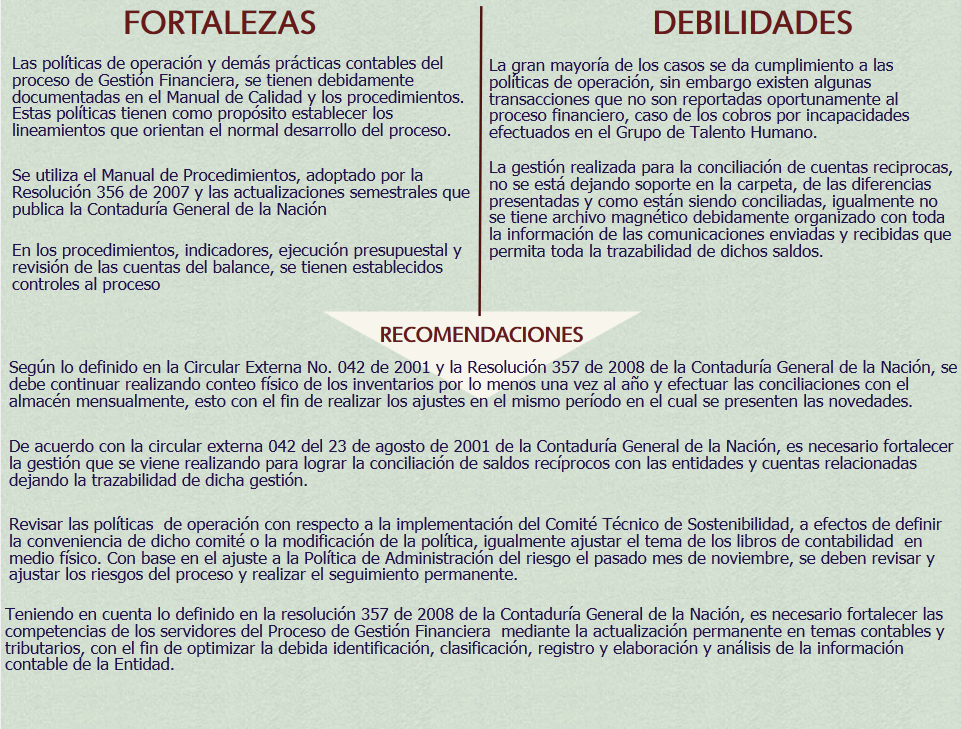 FORTALEZAS
Las políticas de operación y demás prácticas contables del
proceso de Gestión Financiera, se tienen debidamente
documentadas en el Manual de Calidad y los procedimientos.
Estas políticas tienen como propósito establecer los
lineamientos que orientan el normal desarrollo del proceso.
Se utiliza el Manual de Procedimientos, adoptado por la
Resolución 356 de 2007 y las actualizaciones semestrales que
publica la Contaduría General de la Nación
En los procedimientos, indicadores, ejecución presupuestal y
revisión de las cuentas del balance, se tienen establecidos
controles al proceso
DEBILIDADES
La gran mayoría de los casos se da cumplimiento a las
políticas de operación, sin embargo existen algunas
transacciones que no son reportadas oportunamente al
proceso financiero, caso de los cobros por incapacidades
efectuados en el Grupo de Talento Humano.
La gestión realizada para la conciliación de cuentas reciprocas,
no se está dejando soporte en la carpeta, de las diferencias
presentadas y como están siendo conciliadas, igualmente no
se tiene archivo magnético debidamente organizado con toda
la información de las comunicaciones enviadas y recibidas que
permita toda la trazabilidad de dichos saldos.
RECOMENDACIONES
Según lo definido en la Circular Externa No. 042 de 2001 y la Resolución 357 de 2008 de la Contaduría General de la Nación, se
debe continuar realizando conteo físico de los inventarios por lo menos una vez al año y efectuar las conciliaciones con el
almacén mensualmente, esto con el fin de realizar los ajustes en el mismo período en el cual se presenten las novedades.
De acuerdo con la circular externa 042 del 23 de agosto de 2001 de la Contaduría General de la Nación, es necesario fortalecer
la gestión que se viene realizando para lograr la conciliación de saldos recíprocos con las entidades y cuentas relacionadas
dejando la trazabilidad de dicha gestión.
Revisar las políticas de operación con respecto a la implementación del Comité Técnico de Sostenibilidad, a efectos de definir
la conveniencia de dicho comité o la modificación de la política, igualmente ajustar el tema de los libros de contabilidad en
medio físico. Con base en el ajuste a la Política de Administración del riesgo el pasado mes de noviembre, se deben revisar y
ajustar los riesgos del proceso y realizar el seguimiento permanente.
Teniendo en cuenta lo definido en la resolución 357 de 2008 de la Contaduría General de la Nación, es necesario fortalecer las
competencias de los servidores del Proceso de Gestión Financiera mediante la actualización permanente en temas contables y
tributarios, con el fin de optimizar la debida identificación, clasificación, registro y elaboración y análisis de la información
contable de la Entidad.